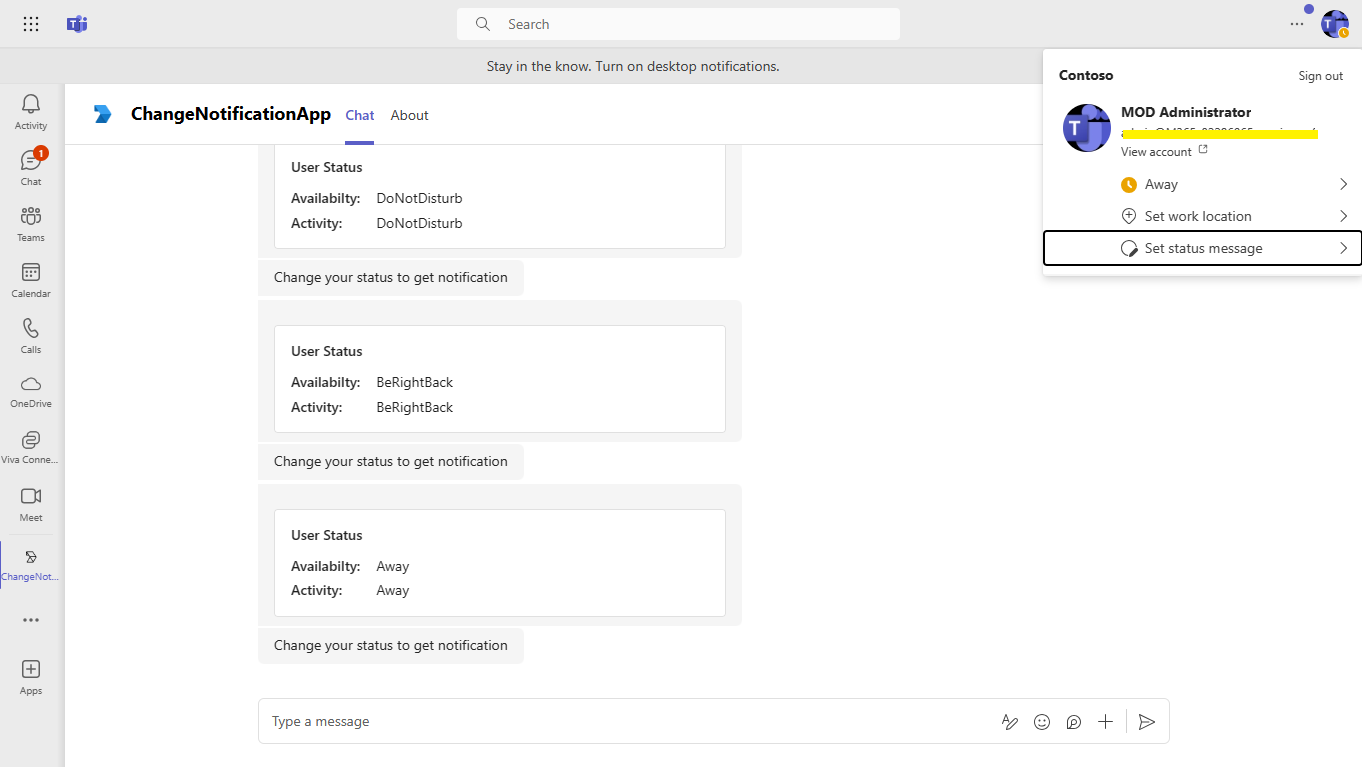 Search
Stay in the know. Turn on desktop notifications.
Activity
1
Chat
Teams
Calendar
Calls
OneDrive
Viva Conne...
Meet
ChangeNot...
Apps
ChangeNotificationApp Chat About
User Status
Availabilty: DoNotDisturb
Activity: DoNotDisturb
Change your status to get notification
User Status
Availabilty: BeRightBack
Activity: BeRightBack
Change your status to get notification
User Status
Availabilty: Away
Activity: Away
Change your status to get notification
Type a message
Contoso Sign out
MOD Administrator
View account
Away
Set work location
Set status message